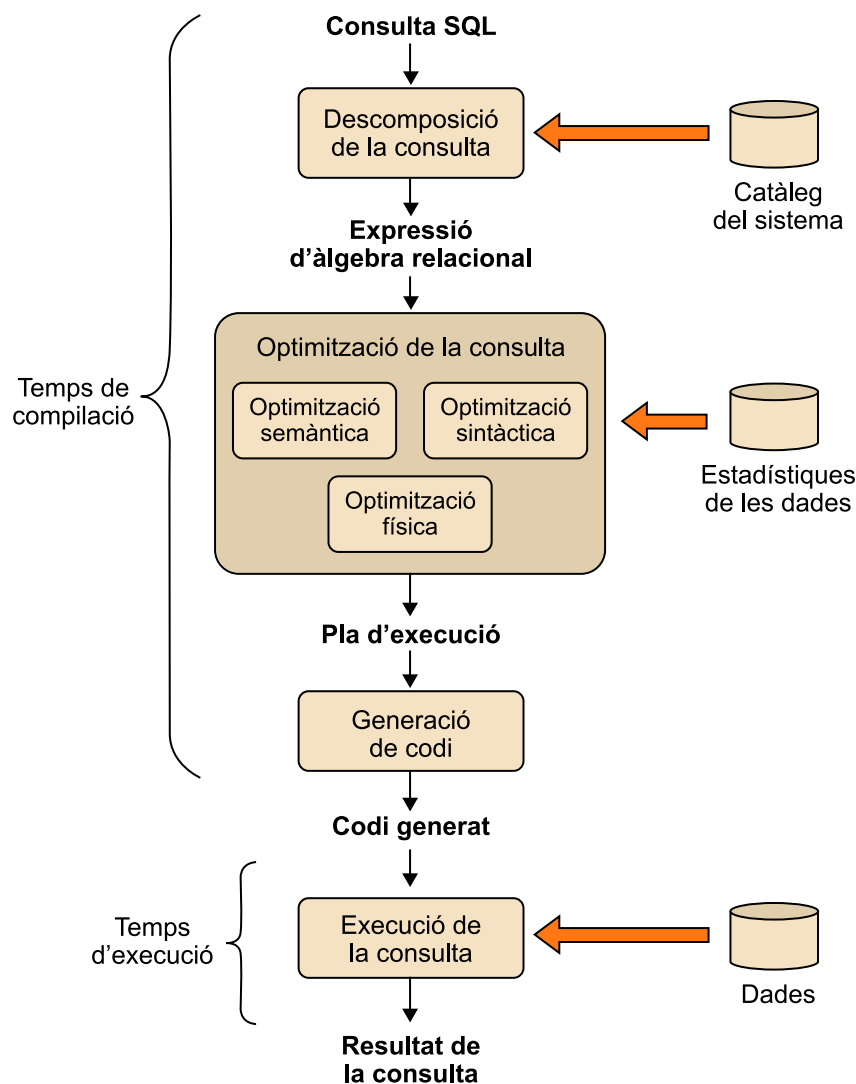 Consulta SQL
Descomposició
de la consulta
Catàleg
del sistema
Expressió
d’àlgebra relacional
Optimització de la consulta
Temps de
compilació
Optimització
semàntica
Optimització
sintàctica
Optimització
física
Estadístiques
de les dades
Pla d’execució
Generació
de codi
Codi generat
Temps
d’execució
Execució de
la consulta
Dades
Resultat de
la consulta